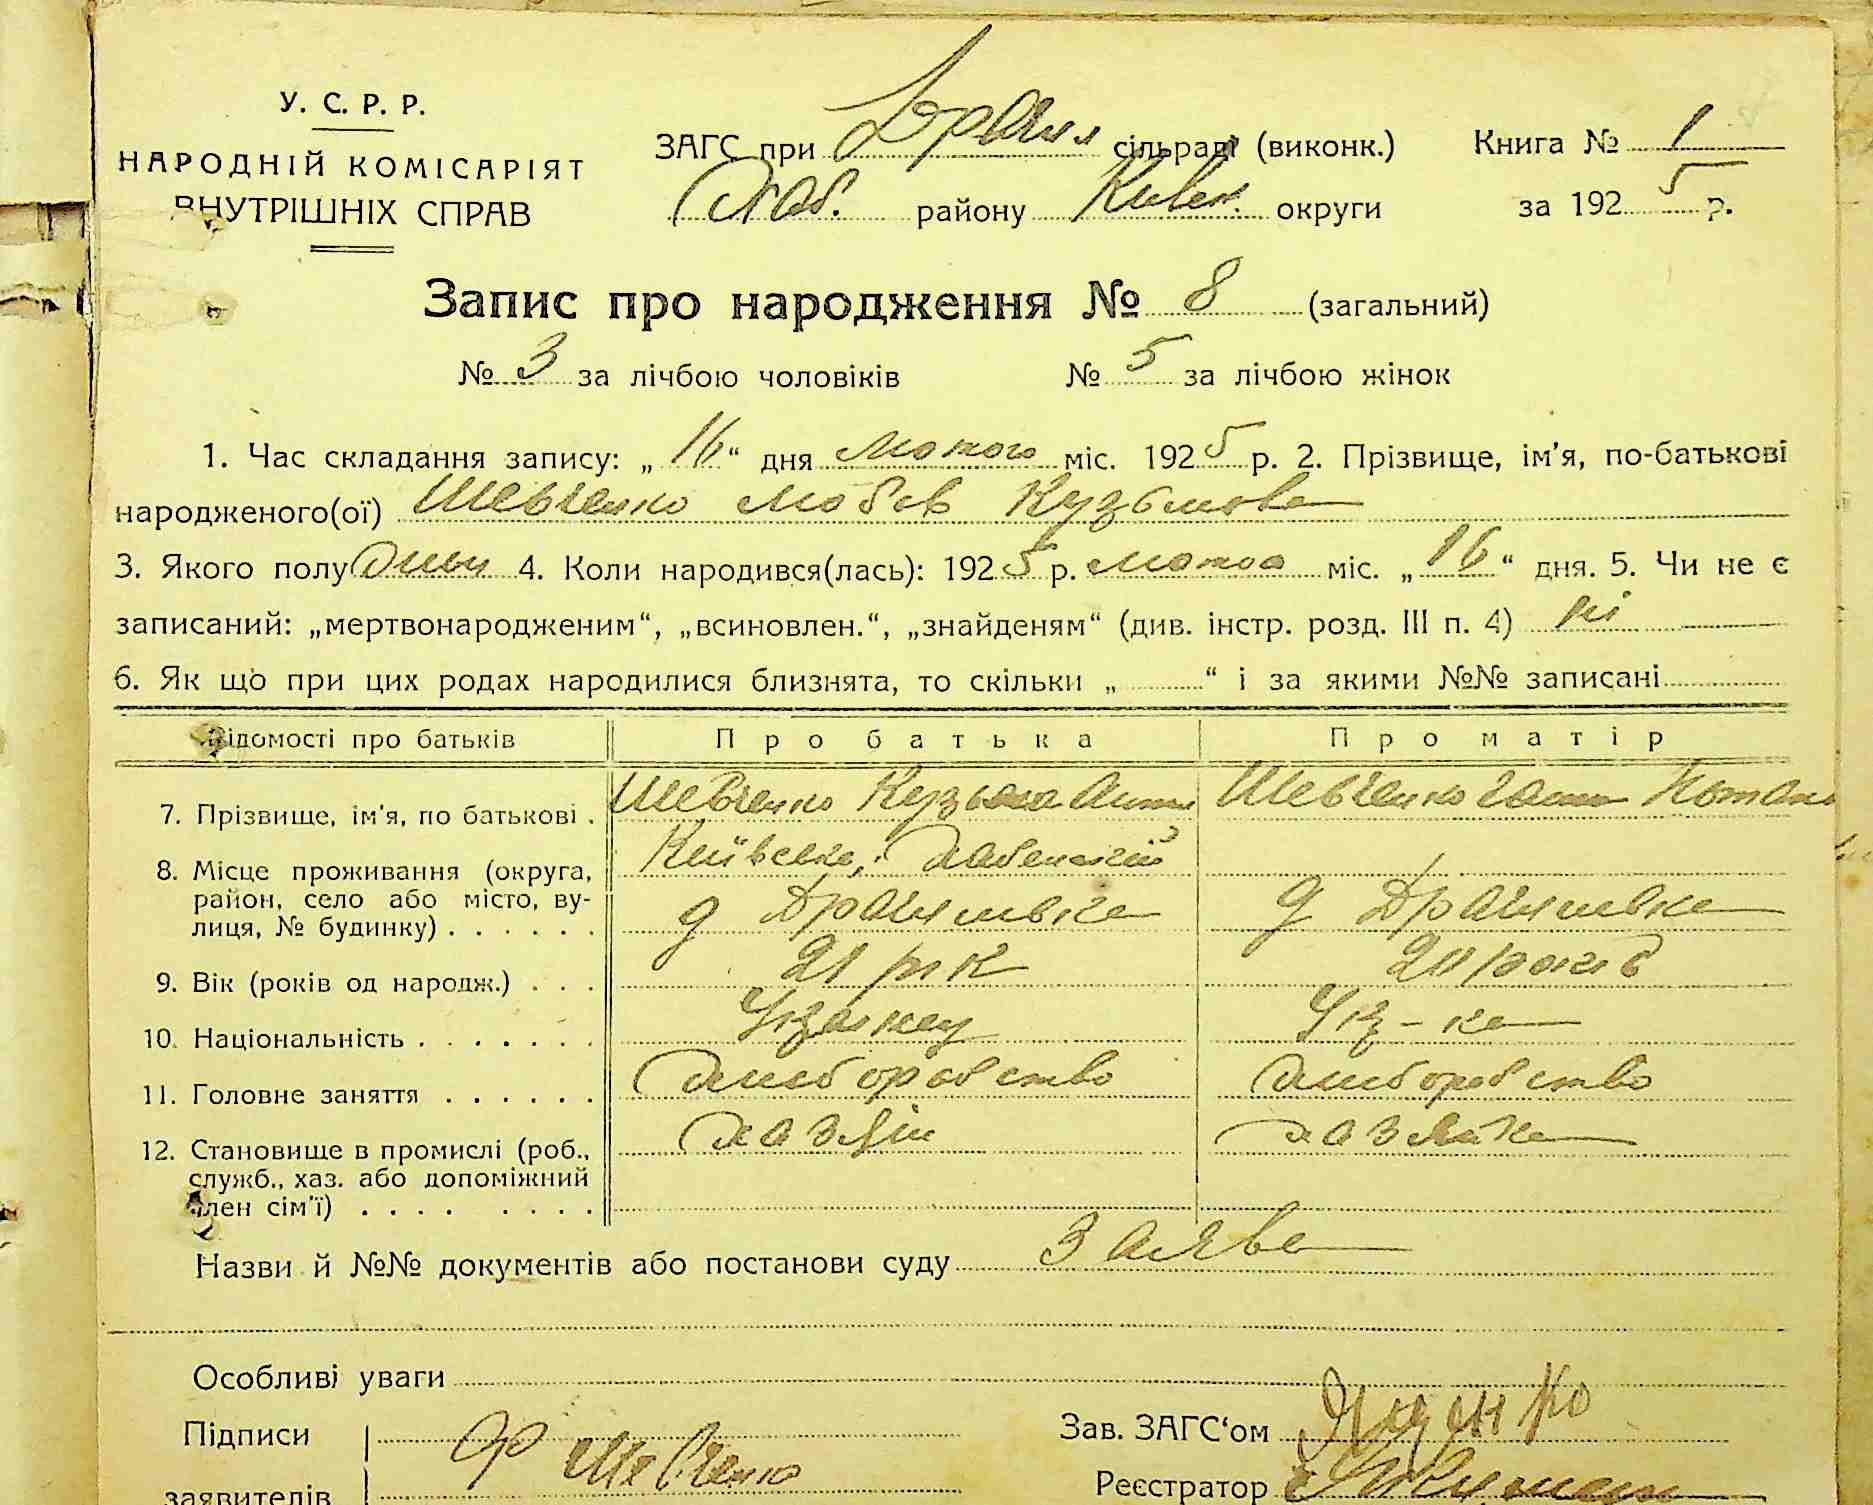 У. С. Р. Р.
НАРОДНІЙ КОМІСАРІЯТ
ВНУТРІШНІХ СПРАВ
ЗАГС при сільраді (виконк.) Книга № 1
Хаб. району Київ. округи за 1925 р.
Запис про народження № 8 (загальний)
№ 3 за лічбою чоловіків № 5 за лічбою жінок
1. Час складання запису: „16“ дня лютого міс. 1925 р. 2. Прізвище, ім'я, по-батькові
народженого(ої) Шевченко Любов Кузьмова
3. Якого полу 4. Коли народився(лась): 1925 р. лютого міс. „16“ дня. 5. Чи не є
записаний: „мертвонародженим“, „всиновлен.“, „знайденям“ (див. інстр. розд. III п. 4) ні
6. Як що при цих родах народилися близнята, то скільки „ “ і за якими №№ записані
Відомості про батьків Про батька Про матір
7. Прізвище, ім'я, по батькові . Шевченко Кузьма Шевченко
8. Місце проживання (округа, район, село або місто, вулиця, № будинку) . . . . . . Київська, Хабенский
9. Вік (років од народж.) . . . 21 рік 20 років
10. Національність . . . . . . .
11. Головне заняття . . . . . . хліборобство хліборобство
12. Становище в промислі (роб., служб., хаз. або допоміжний член сім'ї) . . . . . . . . хазяін хазяйка
Назви й №№ документів або постанови суду Заява
Особливі уваги
Підписи Шевченко Зав. ЗАГС‘ом
заявителів Реєстратор